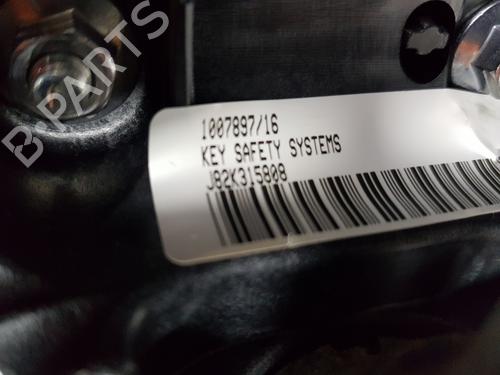 B-PARTS
1007897/16
KEY SAFETY SYSTEMS
J82K315808